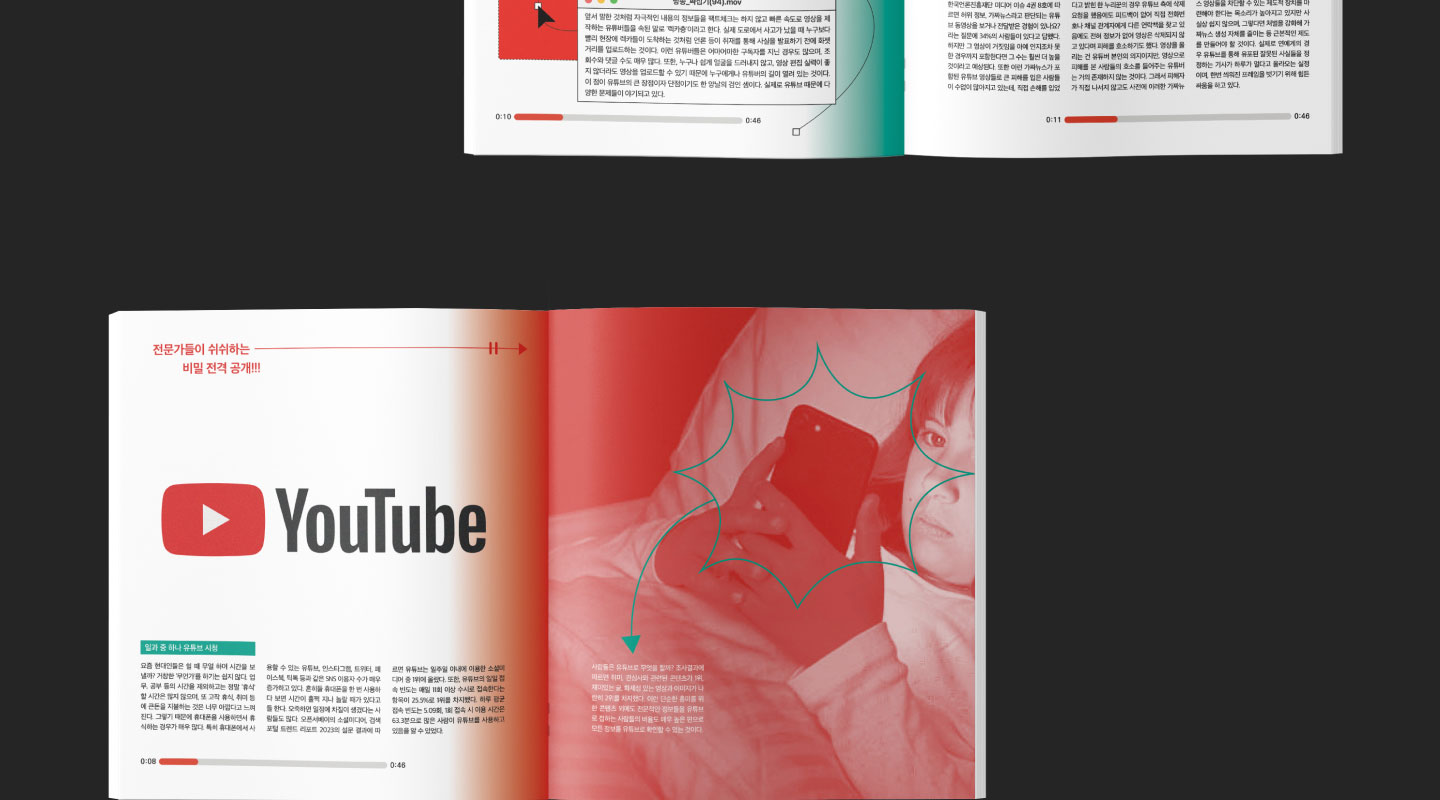 앞서 말한 것처럼 자극적인 내용의 정보들을 팩트체크는 하지 않고 빠른 속도로 영상을 제
작하는 유튜버들을 속된 말로 '렉카충'이라고 한다. 실제 도로에서 사고가 났을 때 누구보다
빨리 현장에 렉카들이 도착하는 것처럼 언론 등이 취재를 통해 사실을 발표하기 전에 화젯
거리를 업로드하는 것이다. 이런 유튜버들은 어마어마한 구독자를 지닌 경우도 많으며, 조
회수와 댓글 수도 매우 많다. 또한, 누구나 쉽게 얼굴을 드러내지 않고, 영상 편집 실력이 좋
지 않더라도 영상을 업로드할 수 있기 때문에 누구에게나 유튜버의 길이 열려 있는 것이다.
이 점이 유튜브의 큰 장점이자 단점이기도 한 양날의 검인 셈이다. 실제로 유튜브 때문에 다
양한 문제들이 야기되고 있다.
0:10
0:46
한국언론진흥재단 미디어 이슈 4권 8호에 따
르면 허위 정보, 가짜뉴스라고 판단되는 유튜
브 동영상을 보거나 전달받은 경험이 있나요?
라는 질문에 34%의 사람들이 있다고 답했다.
하지만 그 영상이 거짓임을 아예 인지조차 못
한 경우까지 포함한다면 그 수는 훨씬 더 높을
것이라고 예상된다. 또한 이런 가짜뉴스가 포
함된 유튜브 영상들로 큰 피해를 입은 사람들
이 수없이 많아지고 있는데, 직접 손해를 입었
다고 밝힌 한 누리꾼의 경우 유튜브 측에 삭제
요청을 했음에도 피드백이 없어 직접 전화번
호나 채널 관계자에게 다른 연락책을 찾고 있
음에도 전혀 정보가 없어 영상은 삭제되지 않
고 있다며 피해를 호소하기도 했다. 영상을 올
리는 건 유튜버 본인의 의지이지만, 영상으로
피해를 본 사람들의 호소를 들어주는 유튜버
는 거의 존재하지 않는 것이다. 그래서 피해자
가 직접 나서지 않고도 사전에 이러한 가짜뉴
스 영상들을 차단할 수 있는 제도적 장치를 마
련해야 한다는 목소리가 높아지고 있지만 사
실상 쉽지 않으며, 그렇다면 처벌을 강화해 가
짜뉴스 생성 자체를 줄이는 등 근본적인 제도
를 만들어야 할 것이다. 실제로 연예계의 경
우 유튜브를 통해 유포된 잘못된 사실들을 정
정하는 기사가 하루가 멀다고 올라오는 실정
이며, 한번 씌워진 프레임을 벗기기 위해 힘든
싸움을 하고 있다.
0:11
0:46
전문가들이 쉬쉬하는
비밀 전격 공개!!!
YouTube
일과 중 하나 유튜브 시청
요즘 현대인들은 쉴 때 무얼 하며 시간을 보
낼까? 거창한 '무언가'를 하기는 쉽지 않다. 업
무, 공부 등의 시간을 제외하고는 정말 '휴식'
할 시간은 많지 않으며, 또 고작 휴식, 취미 등
에 큰돈을 지불하는 것은 너무 아깝다고 느껴
진다. 그렇기 때문에 휴대폰을 사용하면서 휴
식하는 경우가 매우 많다. 특히 휴대폰에서 사
용할 수 있는 유튜브, 인스타그램, 트위터, 페
이스북, 틱톡 등과 같은 SNS 이용자 수가 매우
증가하고 있다. 흔히들 휴대폰을 한 번 사용하
다 보면 시간이 훌쩍 지나 놀랄 때가 있다고
들 한다. 오죽하면 일정에 차질이 생겼다는 사
람들도 많다. 오픈서베이의 소셜미디어, 검색
포털 트렌드 리포트 2023의 설문 결과에 따
르면 유튜브는 일주일 이내에 이용한 소셜미
디어 중 1위에 올랐다. 또한, 유튜브의 일일 접
속 빈도는 매일 11회 이상 수시로 접속한다는
항목이 25.5%로 1위를 차지했다. 하루 평균
접속 빈도는 5.09회, 1회 접속 시 이용 시간은
63.3분으로 많은 사람이 유튜브를 사용하고
있음을 알 수 있었다.
0:08
0:46
사람들은 유튜브로 무엇을 할까? 조사결과에
따르면 취미, 관심사와 관련된 콘텐츠가 1위,
재미있는 글, 화제성 있는 영상과 이미지가 나
란히 2위를 차지했다. 이런 단순한 흥미를 위
한 콘텐츠 외에도 전문적인 정보들을 유튜브
로 접하는 사람들의 비율도 매우 높은 편으로
모든 정보를 유튜브로 확인할 수 있는 것이다.